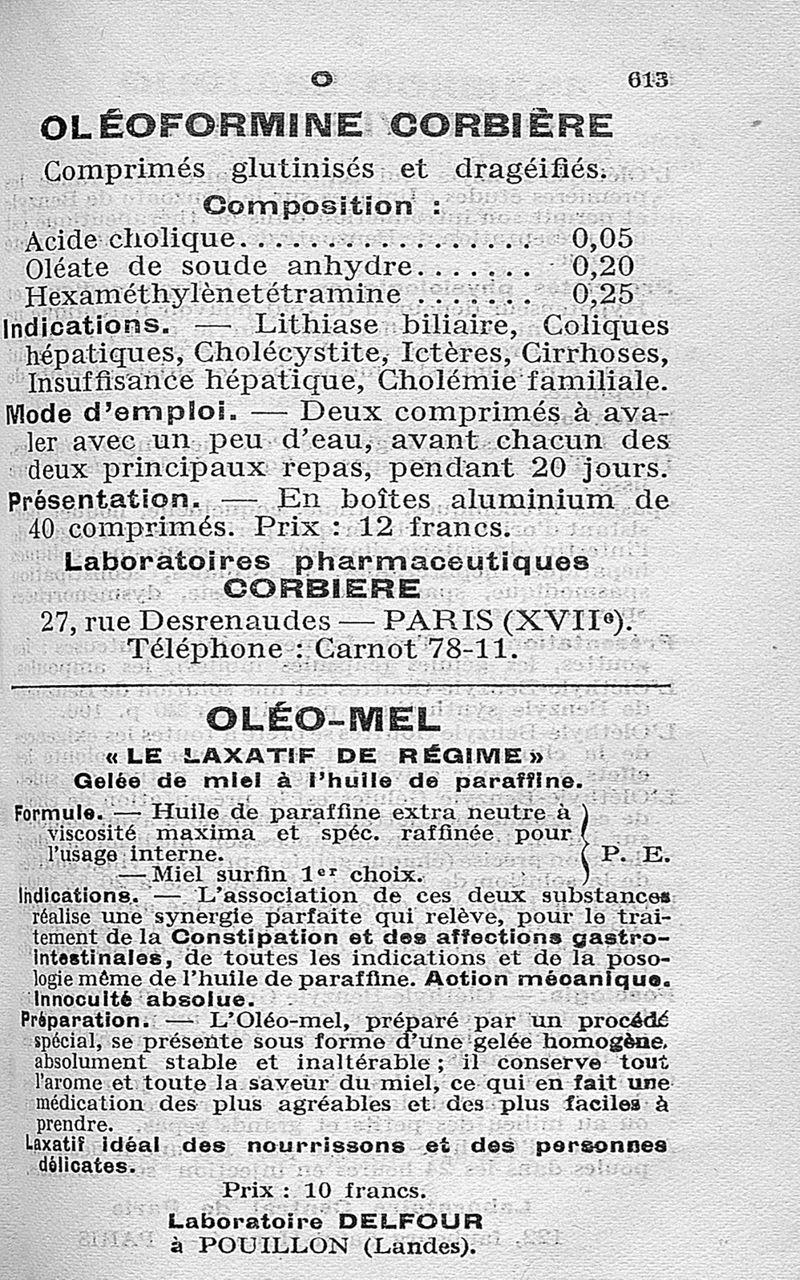 O 613
OLÉOFORMINE CORBIÈRE
Comprimés glutinisés et dragéifiés.
Composition :
Acide cholique................. 0,05
Oléate de soude anhydre....... 0,20
Hexaméthylènetétramine ....... 0,25
Indications. — Lithiase biliaire, Coliques
hépatiques, Cholécystite, Ictères, Cirrhoses,
Insuffisance hépatique, Cholémie familiale.
Mode d'emploi. — Deux comprimés à ava-
ler avec un peu d'eau, avant chacun des
deux principaux repas, pendant 20 jours.
Présentation. — En boîtes aluminium de
40 comprimés. Prix : 12 francs.
Laboratoires pharmaceutiques
CORBIERE
27, rue Desrenaudes — PARIS (XVIIe).
Téléphone : Carnot 78-11.
OLÉO-MEL
« LE LAXATIF DE RÉGIME »
Gelée de miel à l'huile de paraffine.
Formule. — Huile de paraffine extra neutre à
viscosité maxima et spéc. raffinée pour
l'usage interne. } P. E.
— Miel surfin 1er choix.
Indications. — L'association de ces deux substances
réalise une synergie parfaite qui relève, pour le trai-
tement de la Constipation et des affections gastro-
intestinales, de toutes les indications et de la poso-
logie même de l'huile de paraffine. Action mécanique.
Innocuité absolue.
Préparation. — L'Oléo-mel, préparé par un procédé
spécial, se présente sous forme d'une gelée homogène,
absolument stable et inaltérable ; il conserve tout
l'arome et toute la saveur du miel, ce qui en fait une
médication des plus agréables et des plus faciles à
prendre.
Laxatif idéal des nourrissons et des personnes
délicates.
Prix : 10 francs.
Laboratoire DELFOUR
à POUILLON (Landes).